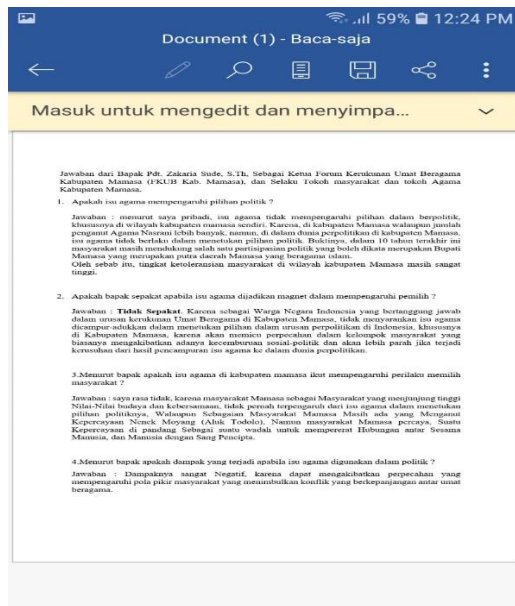 59% 12:24 PM
Document (1) - Baca-saja
Masuk untuk mengedit dan menyimpa...
Jawaban dari Bapak Pdt. Zakaria Sude, S.Th, Sebagai Ketua Forum Kerukunan Umat Beragama
Kabupaten Mamasa (FKUB Kab. Mamasa), dan Selaku Tokoh masyarakat dan tokoh Agama
Kabupaten Mamasa.
1. Apakah isu agama mempengaruhi pilihan politik ?
Jawaban : menurut saya pribadi, isu agama tidak mempengaruhi pilihan dalam berpolitik,
khususnya di wilayah kabupaten mamasa sendiri. Karena, di kabupaten Mamasa walaupun jumlah
penganut Agama Nasrani lebih banyak, namun, di dalam dunia perpolitikan di kabupaten Mamasa,
isu agama tidak berlaku dalam menetukan pilihan politik. Buktinya, dalam 10 tahun terakhir ini
masyarakat masih mendukung salah satu partisipasian politik yang boleh dikata merupakan Bupati
Mamasa yang merupakan putra daerah Mamasa yang beragama islam.
Oleh sebab itu, tingkat ketoleransian masyarakat di wilayah kabupaten Mamasa masih sangat
tinggi.
2. Apakah bapak sepakat apabila isu agama dijadikan magnet dalam mempengaruhi pemilih ?
Jawaban : Tidak Sepakat. Karena sebagai Warga Negara Indonesia yang bertanggung jawab
dalam urusan kerukunan Umat Beragama di Kabupaten Mamasa, tidak menyarankan isu agama
dicampur-adukkan dalam menetukan pilihan dalam urusan perpolitikan di Indonesia, khususnya
di Kabupaten Mamasa, karena akan memico perpecahan dalam kelompok masyarakat yang
biasanya mengakibatkan adanya kecemburuan sosial-politik dan akan lebih parah jika terjadi
kerusuhan dari hasil pencampuran isu agama ke dalam dunia perpolitikan.
3.Menurut bapak apakah isu agama di kabupaten mamasa ikut mempengaruhi perilaku memilih
masyarakat ?
Jawaban : saya rasa tidak, karena masyarakat Mamasa sebagai Masyarakat yang menjunjung tinggi
Nilai-Nilai budaya dan kebersamaan, tidak pernah terpengaruh dari isu agama dalam menetukan
pilihan politiknya, Walaupun Sebagaian Masyarakat Mamasa Masih ada yang Menganut
Kepercayaan Nenek Moyang (Aluk Todolo), Namun masyarakat Mamasa percaya, Suatu
Kepercayaan di pandang Sebagai suatu wadah untuk mempererat Hubungan antar Sesama
Manusia, dan Manusia dengan Sang Pencipta.
4.Menurut bapak apakah dampak yang terjadi apabila isu agama digunakan dalam politik ?
Jawaban : Dampaknya sangat Negatif, karena dapat mengakibatkan perpecahan yang
mempengaruhi pola pikir masyarakat yang menimbulkan konflik yang berkepanjangan antar umat
beragama.